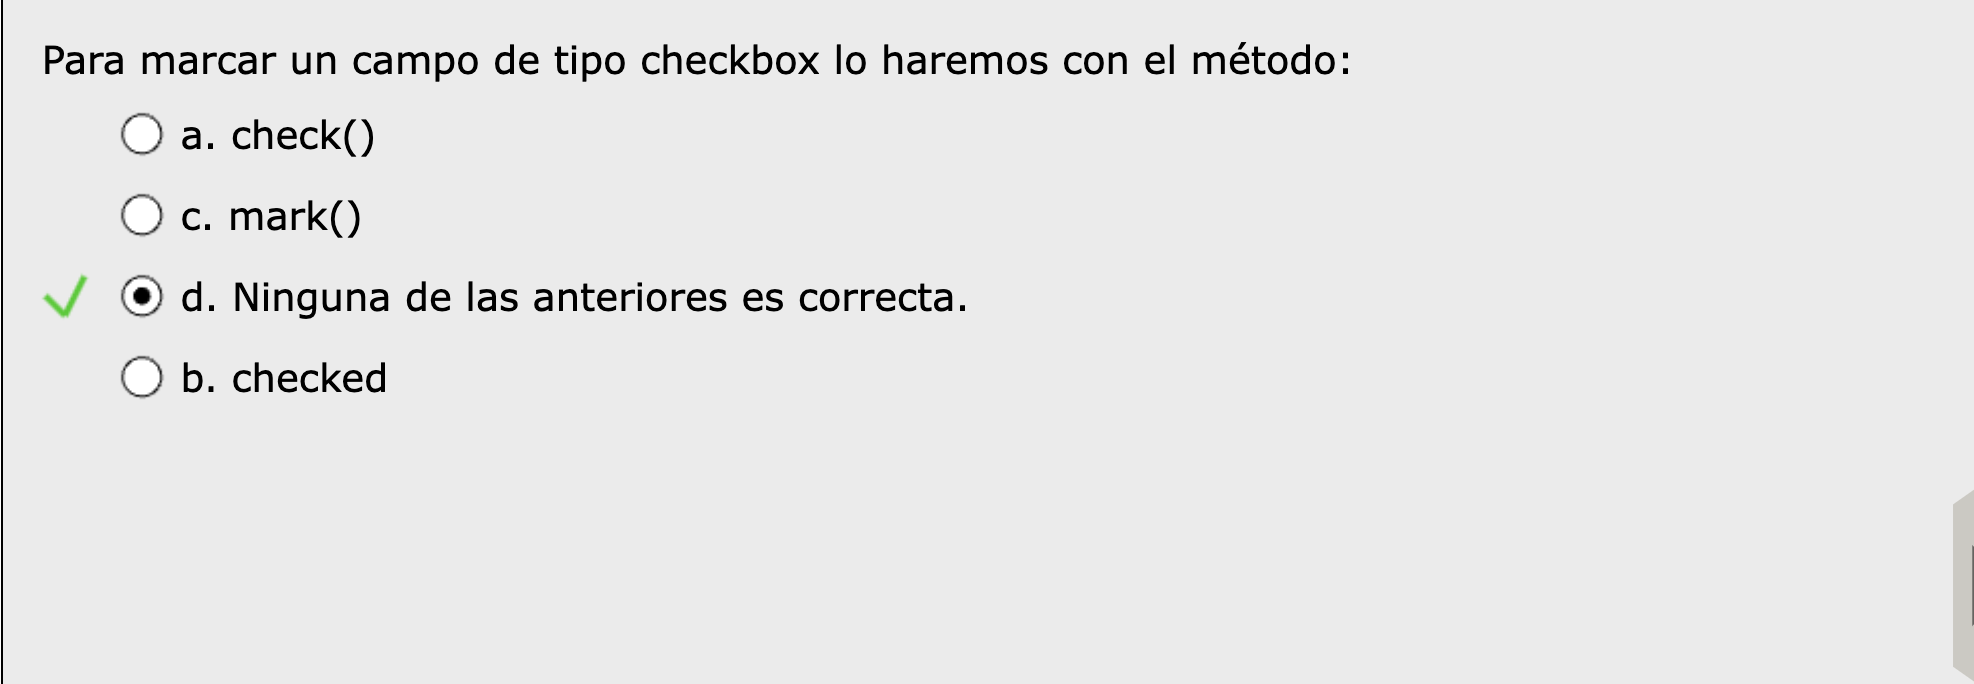 Para marcar un campo de tipo checkbox lo haremos con el método:
a. check()
c. mark()
d. Ninguna de las anteriores es correcta.
b. checked